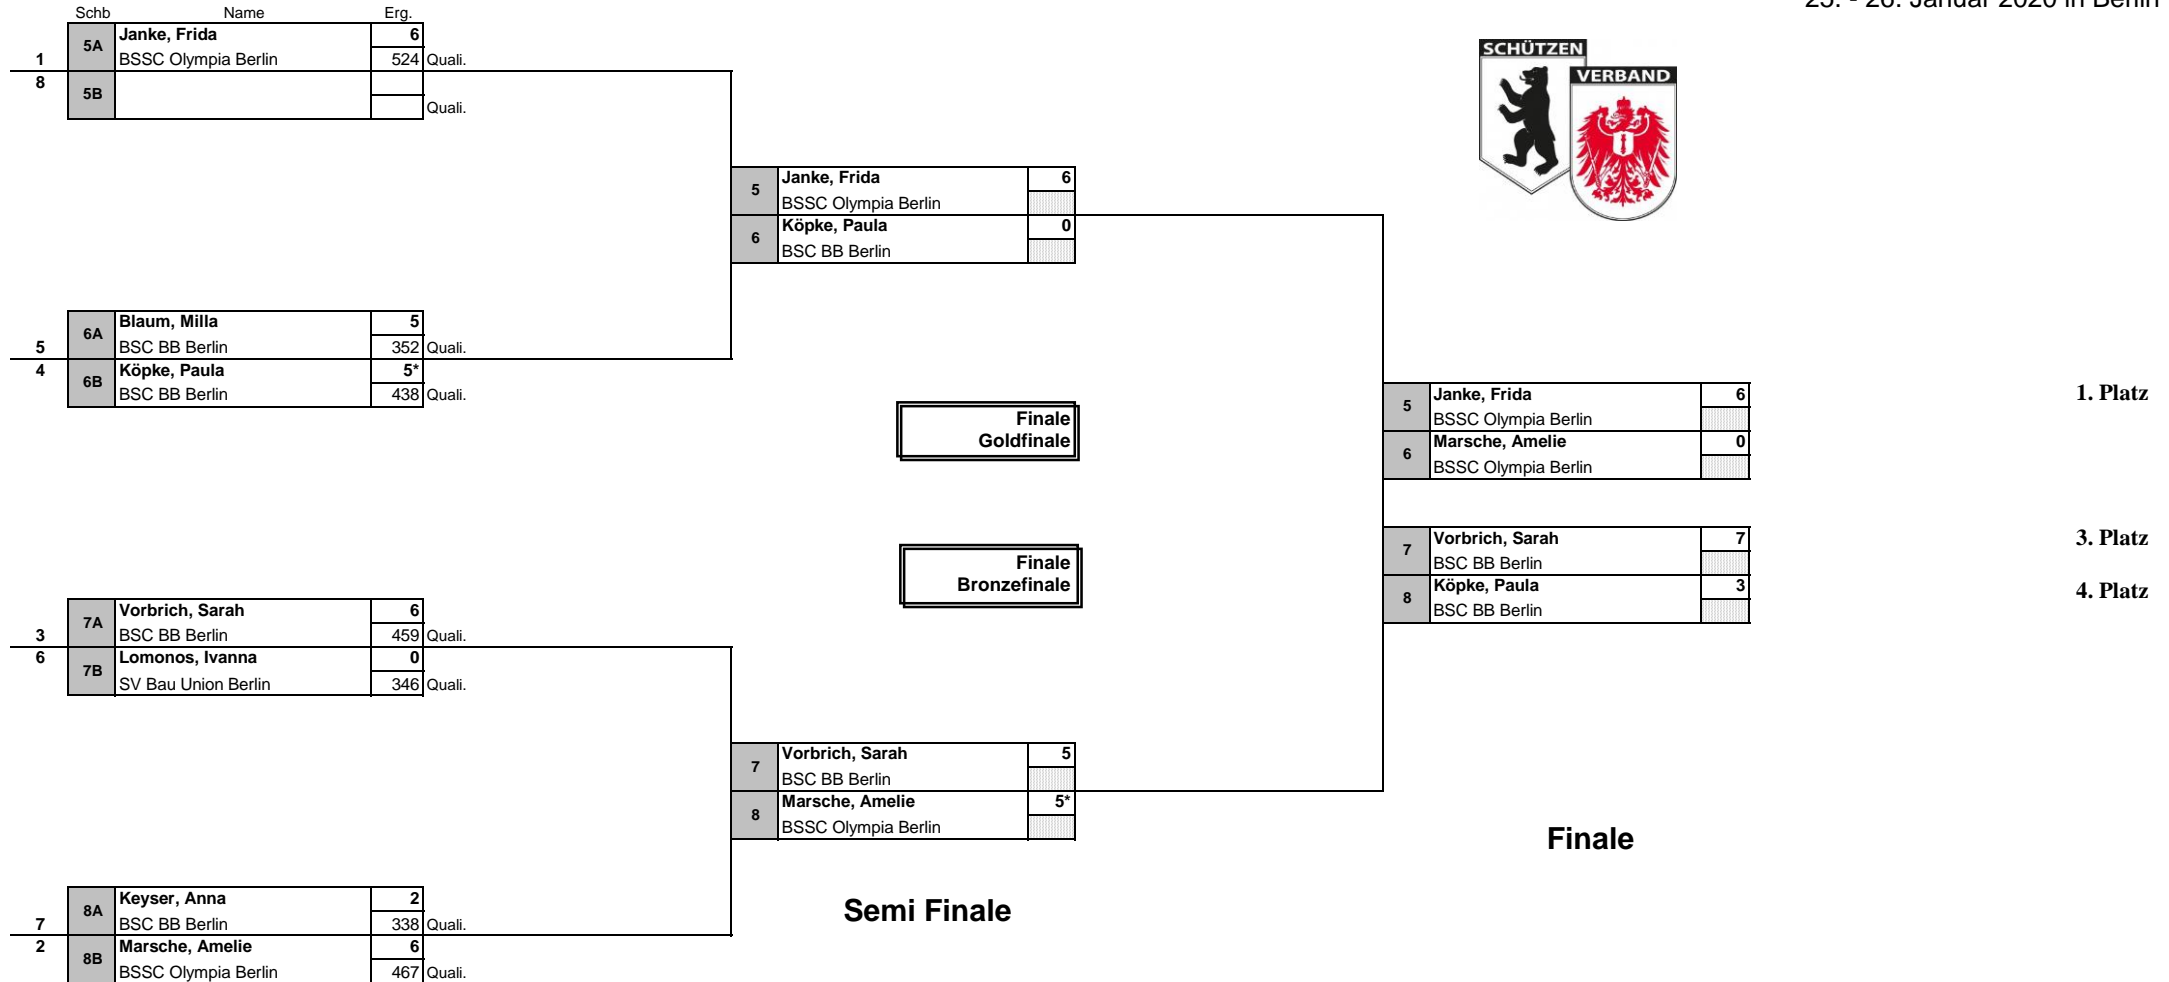 25. - 26. Januar 2020 in Berlin
Schb Name Erg.
5A Janke, Frida 6
1 BSSC Olympia Berlin 524 Quali.
8
5B
Quali.
SCHÜTZEN
VERBAND
5 Janke, Frida 6
BSSC Olympia Berlin
6 Köpke, Paula 0
BSC BB Berlin
6A Blaum, Milla 5
5 BSC BB Berlin 352 Quali.
4 6B Köpke, Paula 5*
BSC BB Berlin 438 Quali.
Finale
Goldfinale
5 Janke, Frida 6 1. Platz
BSSC Olympia Berlin
6 Marsche, Amelie 0
BSSC Olympia Berlin
Finale
Bronzefinale
7 Vorbrich, Sarah 7 3. Platz
BSC BB Berlin
8 Köpke, Paula 3 4. Platz
BSC BB Berlin
7A Vorbrich, Sarah 6
3 BSC BB Berlin 459 Quali.
6 7B Lomonos, Ivanna 0
SV Bau Union Berlin 346 Quali.
7 Vorbrich, Sarah 5
BSC BB Berlin
8 Marsche, Amelie 5*
BSSC Olympia Berlin
Finale
8A Keyser, Anna 2
7 BSC BB Berlin 338 Quali.
2 8B Marsche, Amelie 6
BSSC Olympia Berlin 467 Quali.
Semi Finale